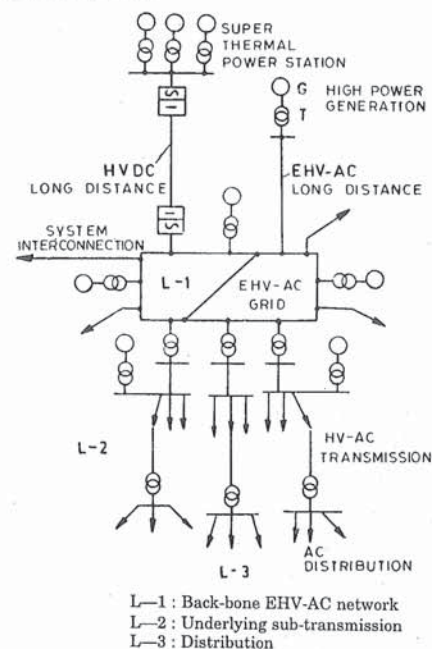 SUPER
THERMAL
POWER STATION
G
HIGH POWER
GENERATION
T
HVDC
LONG DISTANCE
EHV-AC
LONG DISTANCE
SYSTEM
INTERCONNECTION
L-1
EHV-AC
GRID
L-2
HV-AC
TRANSMISSION
AC
DISTRIBUTION
L-3
L—1 : Back-bone EHV-AC network
L—2 : Underlying sub-transmission
L—3 : Distribution